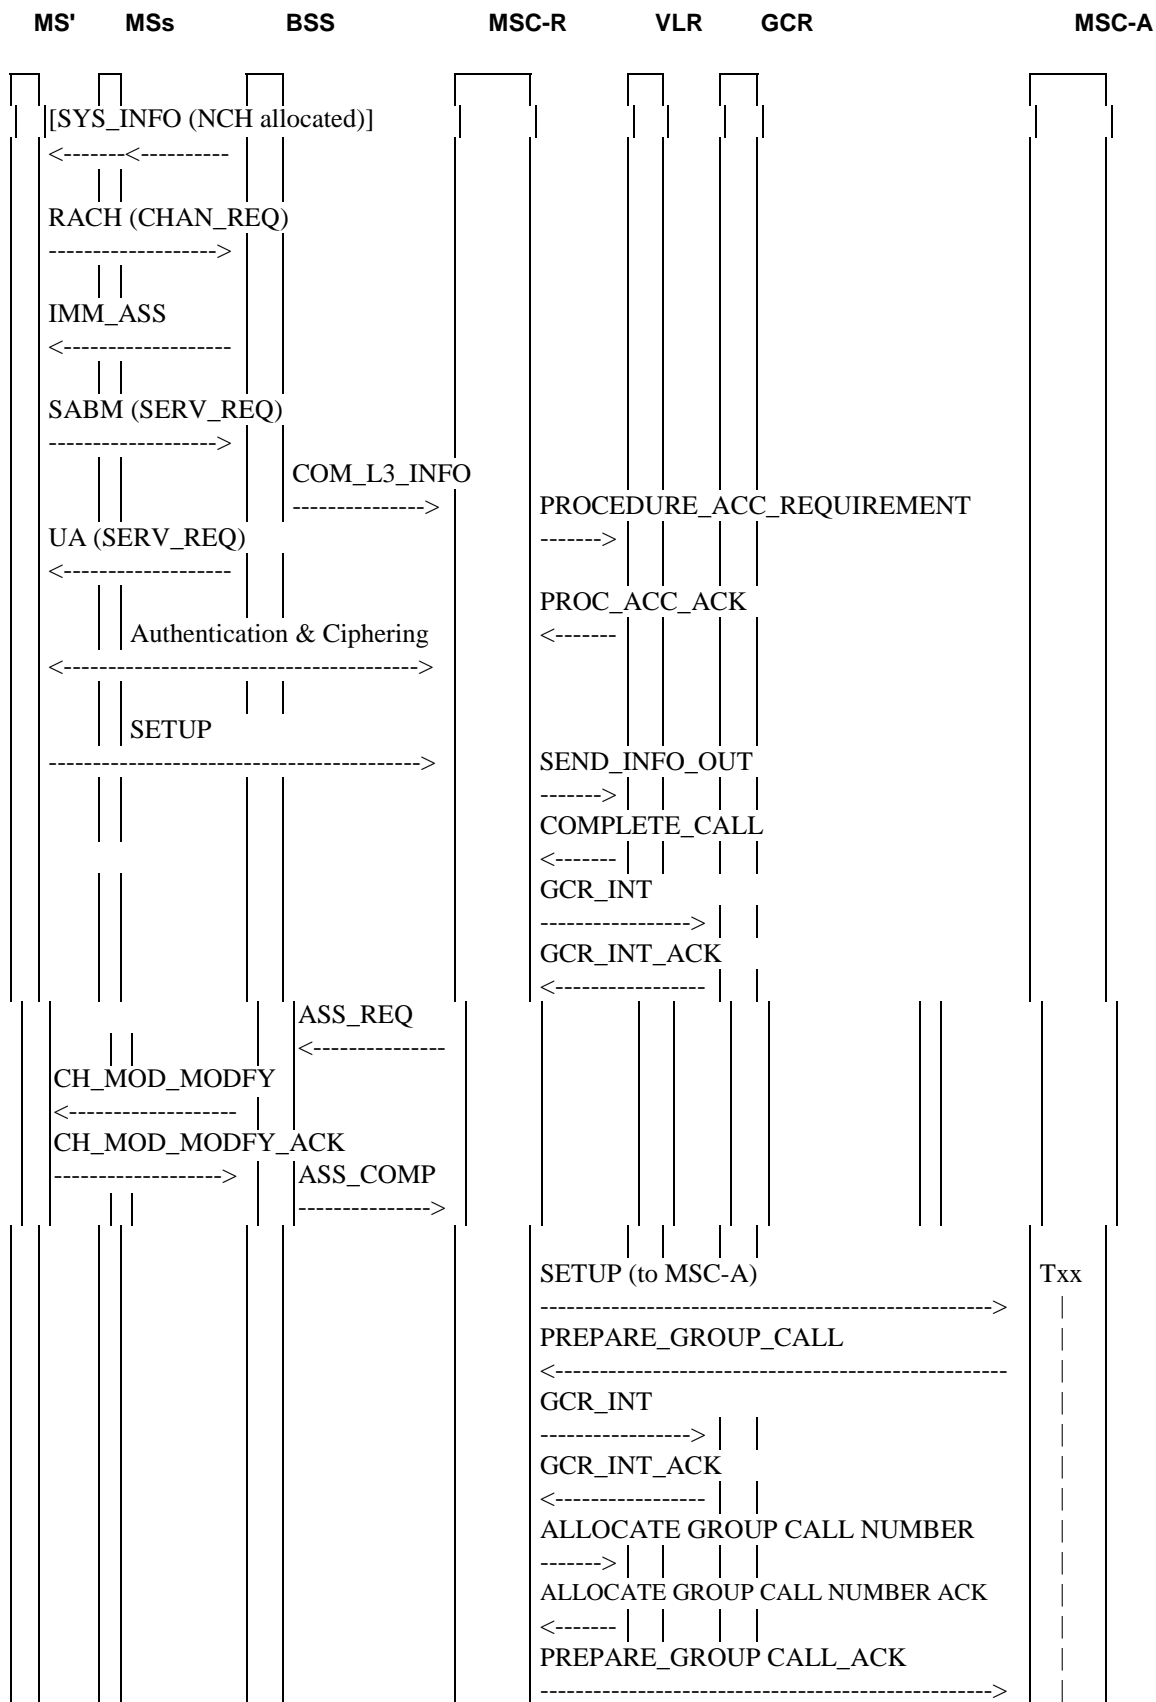 MS' MSs BSS MSC-R VLR GCR MSC-A
[SYS_INFO (NCH allocated)]
RACH (CHAN_REQ)
IMM_ASS
SABM (SERV_REQ)
COM_L3_INFO
PROCEDURE_ACC_REQUIREMENT
UA (SERV_REQ)
PROC_ACC_ACK
Authentication & Ciphering
SETUP
SEND_INFO_OUT
COMPLETE_CALL
GCR_INT
GCR_INT_ACK
ASS_REQ
CH_MOD_MODFY
CH_MOD_MODFY_ACK
ASS_COMP
SETUP (to MSC-A) Txx
PREPARE_GROUP_CALL
GCR_INT
GCR_INT_ACK
ALLOCATE GROUP CALL NUMBER
ALLOCATE GROUP CALL NUMBER ACK
PREPARE_GROUP CALL_ACK